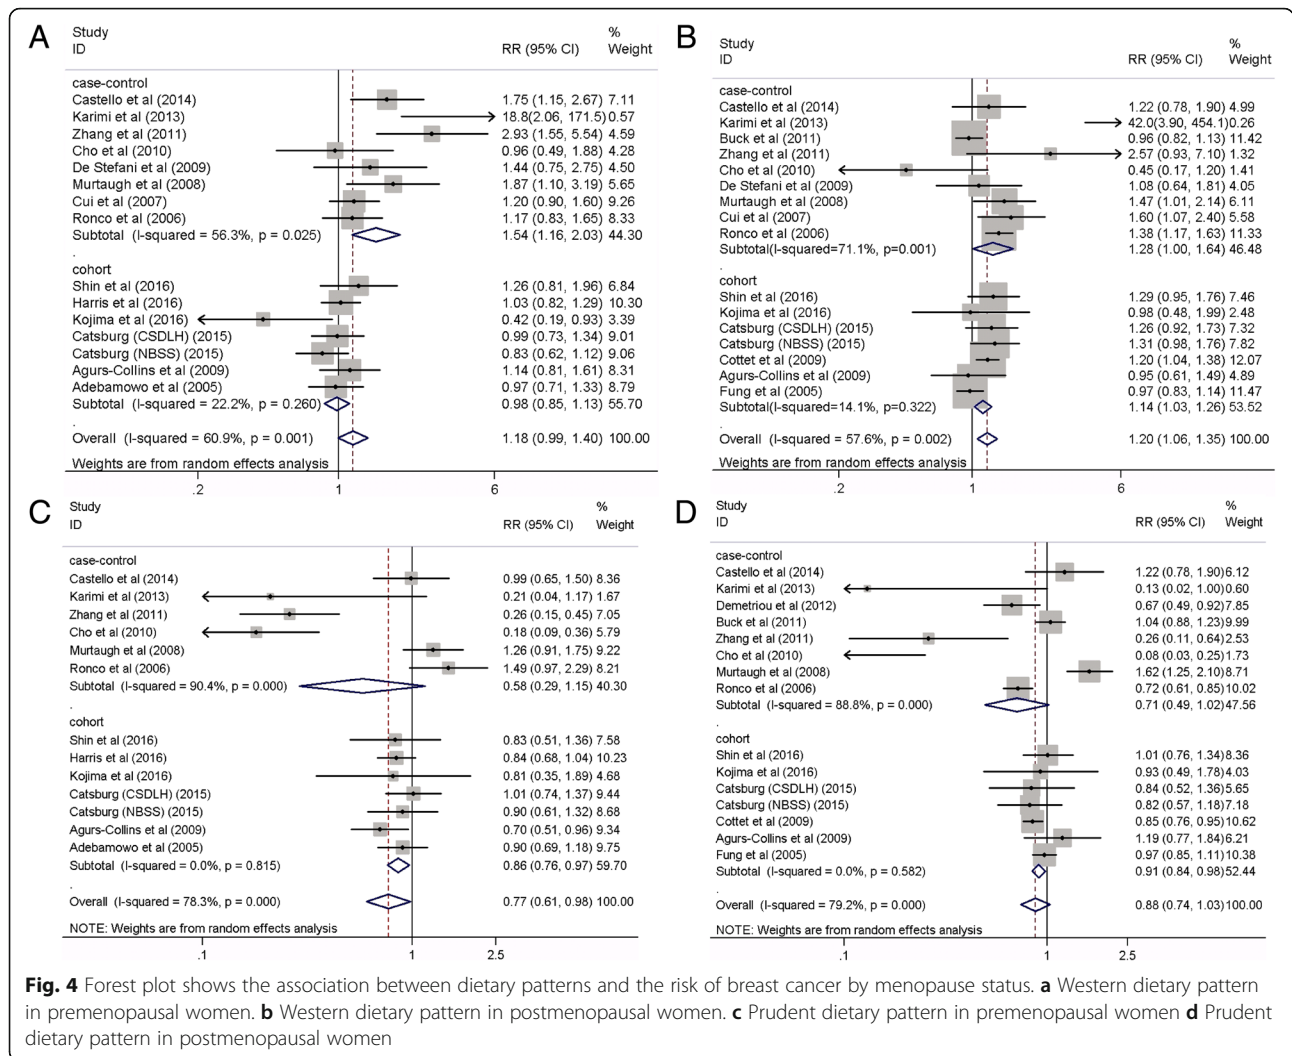 A
Study
ID
RR (95% CI)
%
Weight
case-control
Castello et al (2014) 1.75 (1.15, 2.67) 7.11
Karimi et al (2013) 18.8(2.06, 171.5) 0.57
Zhang et al (2011) 2.93 (1.55, 5.54) 4.59
Cho et al (2010) 0.96 (0.49, 1.88) 4.28
De Stefani et al (2009) 1.44 (0.75, 2.75) 4.50
Murtaugh et al (2008) 1.87 (1.10, 3.19) 5.65
Cui et al (2007) 1.20 (0.90, 1.60) 9.26
Ronco et al (2006) 1.17 (0.83, 1.65) 8.33
Subtotal (I-squared = 56.3%, p = 0.025) 1.54 (1.16, 2.03) 44.30
.
cohort
Shin et al (2016) 1.26 (0.81, 1.96) 6.84
Harris et al (2016) 1.03 (0.82, 1.29) 10.30
Kojima et al (2016) 0.42 (0.19, 0.93) 3.39
Catsburg (CSDLH) (2015) 0.99 (0.73, 1.34) 9.01
Catsburg (NBSS) (2015) 0.83 (0.62, 1.12) 9.06
Agurs-Collins et al (2009) 1.14 (0.81, 1.61) 8.31
Adebamowo et al (2005) 0.97 (0.71, 1.33) 8.79
Subtotal (I-squared = 22.2%, p = 0.260) 0.98 (0.85, 1.13) 55.70
.
Overall (I-squared = 60.9%, p = 0.001) 1.18 (0.99, 1.40) 100.00
Weights are from random effects analysis
.2 1 6
B
Study
ID
RR (95% CI)
%
Weight
case-control
Castello et al (2014) 1.22 (0.78, 1.90) 4.99
Karimi et al (2013) 42.0(3.90, 454.1) 0.26
Buck et al (2011) 0.96 (0.82, 1.13) 11.42
Zhang et al (2011) 2.57 (0.93, 7.10) 1.32
Cho et al (2010) 0.45 (0.17, 1.20) 1.41
De Stefani et al (2009) 1.08 (0.64, 1.81) 4.05
Murtaugh et al (2008) 1.47 (1.01, 2.14) 6.11
Cui et al (2007) 1.60 (1.07, 2.40) 5.58
Ronco et al (2006) 1.38 (1.17, 1.63) 11.33
Subtotal(I-squared=71.1%, p=0.001) 1.28 (1.00, 1.64) 46.48
.
cohort
Shin et al (2016) 1.29 (0.95, 1.76) 7.46
Kojima et al (2016) 0.98 (0.48, 1.99) 2.48
Catsburg (CSDLH) (2015) 1.26 (0.92, 1.73) 7.32
Catsburg (NBSS) (2015) 1.31 (0.98, 1.76) 7.82
Cottet et al (2009) 1.20 (1.04, 1.38) 12.07
Agurs-Collins et al (2009) 0.95 (0.61, 1.49) 4.89
Fung et al (2005) 0.97 (0.83, 1.14) 11.47
Subtotal(I-squared=14.1%, p=0.322) 1.14 (1.03, 1.26) 53.52
.
Overall (I-squared = 57.6%, p = 0.002) 1.20 (1.06, 1.35) 100.00
Weights are from random effects analysis
.2 1 6
C
Study
ID
RR (95% CI)
%
Weight
case-control
Castello et al (2014) 0.99 (0.65, 1.50) 8.36
Karimi et al (2013) 0.21 (0.04, 1.17) 1.67
Zhang et al (2011) 0.26 (0.15, 0.45) 7.05
Cho et al (2010) 0.18 (0.09, 0.36) 5.79
Murtaugh et al (2008) 1.26 (0.91, 1.75) 9.22
Ronco et al (2006) 1.49 (0.97, 2.29) 8.21
Subtotal (I-squared = 90.4%, p = 0.000) 0.58 (0.29, 1.15) 40.30
.
cohort
Shin et al (2016) 0.83 (0.51, 1.36) 7.58
Harris et al (2016) 0.84 (0.68, 1.04) 10.23
Kojima et al (2016) 0.81 (0.35, 1.89) 4.68
Catsburg (CSDLH) (2015) 1.01 (0.74, 1.37) 9.44
Catsburg (NBSS) (2015) 0.90 (0.61, 1.32) 8.68
Agurs-Collins et al (2009) 0.70 (0.51, 0.96) 9.34
Adebamowo et al (2005) 0.90 (0.69, 1.18) 9.75
Subtotal (I-squared = 0.0%, p = 0.815) 0.86 (0.76, 0.97) 59.70
.
Overall (I-squared = 78.3%, p = 0.000) 0.77 (0.61, 0.98) 100.00
NOTE: Weights are from random effects analysis
.1 1 2.5
D
Study
ID
RR (95% CI)
%
Weight
case-control
Castello et al (2014) 1.22 (0.78, 1.90) 6.12
Karimi et al (2013) 0.13 (0.02, 1.00) 0.60
Demetriou et al (2012) 0.67 (0.49, 0.92) 7.85
Buck et al (2011) 1.04 (0.88, 1.23) 9.99
Zhang et al (2011) 0.26 (0.11, 0.64) 2.53
Cho et al (2010) 0.08 (0.03, 0.25) 1.73
Murtaugh et al (2008) 1.62 (1.25, 2.10) 8.71
Ronco et al (2006) 0.72 (0.61, 0.85) 10.02
Subtotal (I-squared = 88.8%, p = 0.000) 0.71 (0.49, 1.02) 47.56
.
cohort
Shin et al (2016) 1.01 (0.76, 1.34) 8.36
Kojima et al (2016) 0.93 (0.49, 1.78) 4.03
Catsburg (CSDLH) (2015) 0.84 (0.52, 1.36) 5.65
Catsburg (NBSS) (2015) 0.82 (0.57, 1.18) 7.18
Cottet et al (2009) 0.85 (0.76, 0.95) 10.62
Agurs-Collins et al (2009) 1.19 (0.77, 1.84) 6.21
Fung et al (2005) 0.97 (0.85, 1.11) 10.38
Subtotal (I-squared = 0.0%, p = 0.582) 0.91 (0.84, 0.98) 52.44
.
Overall (I-squared = 79.2%, p = 0.000) 0.88 (0.74, 1.03) 100.00
NOTE: Weights are from random effects analysis
.1 1 2.5
Fig. 4 Forest plot shows the association between dietary patterns and the risk of breast cancer by menopause status. a Western dietary pattern
in premenopausal women. b Western dietary pattern in postmenopausal women. c Prudent dietary pattern in premenopausal women d Prudent
dietary pattern in postmenopausal women